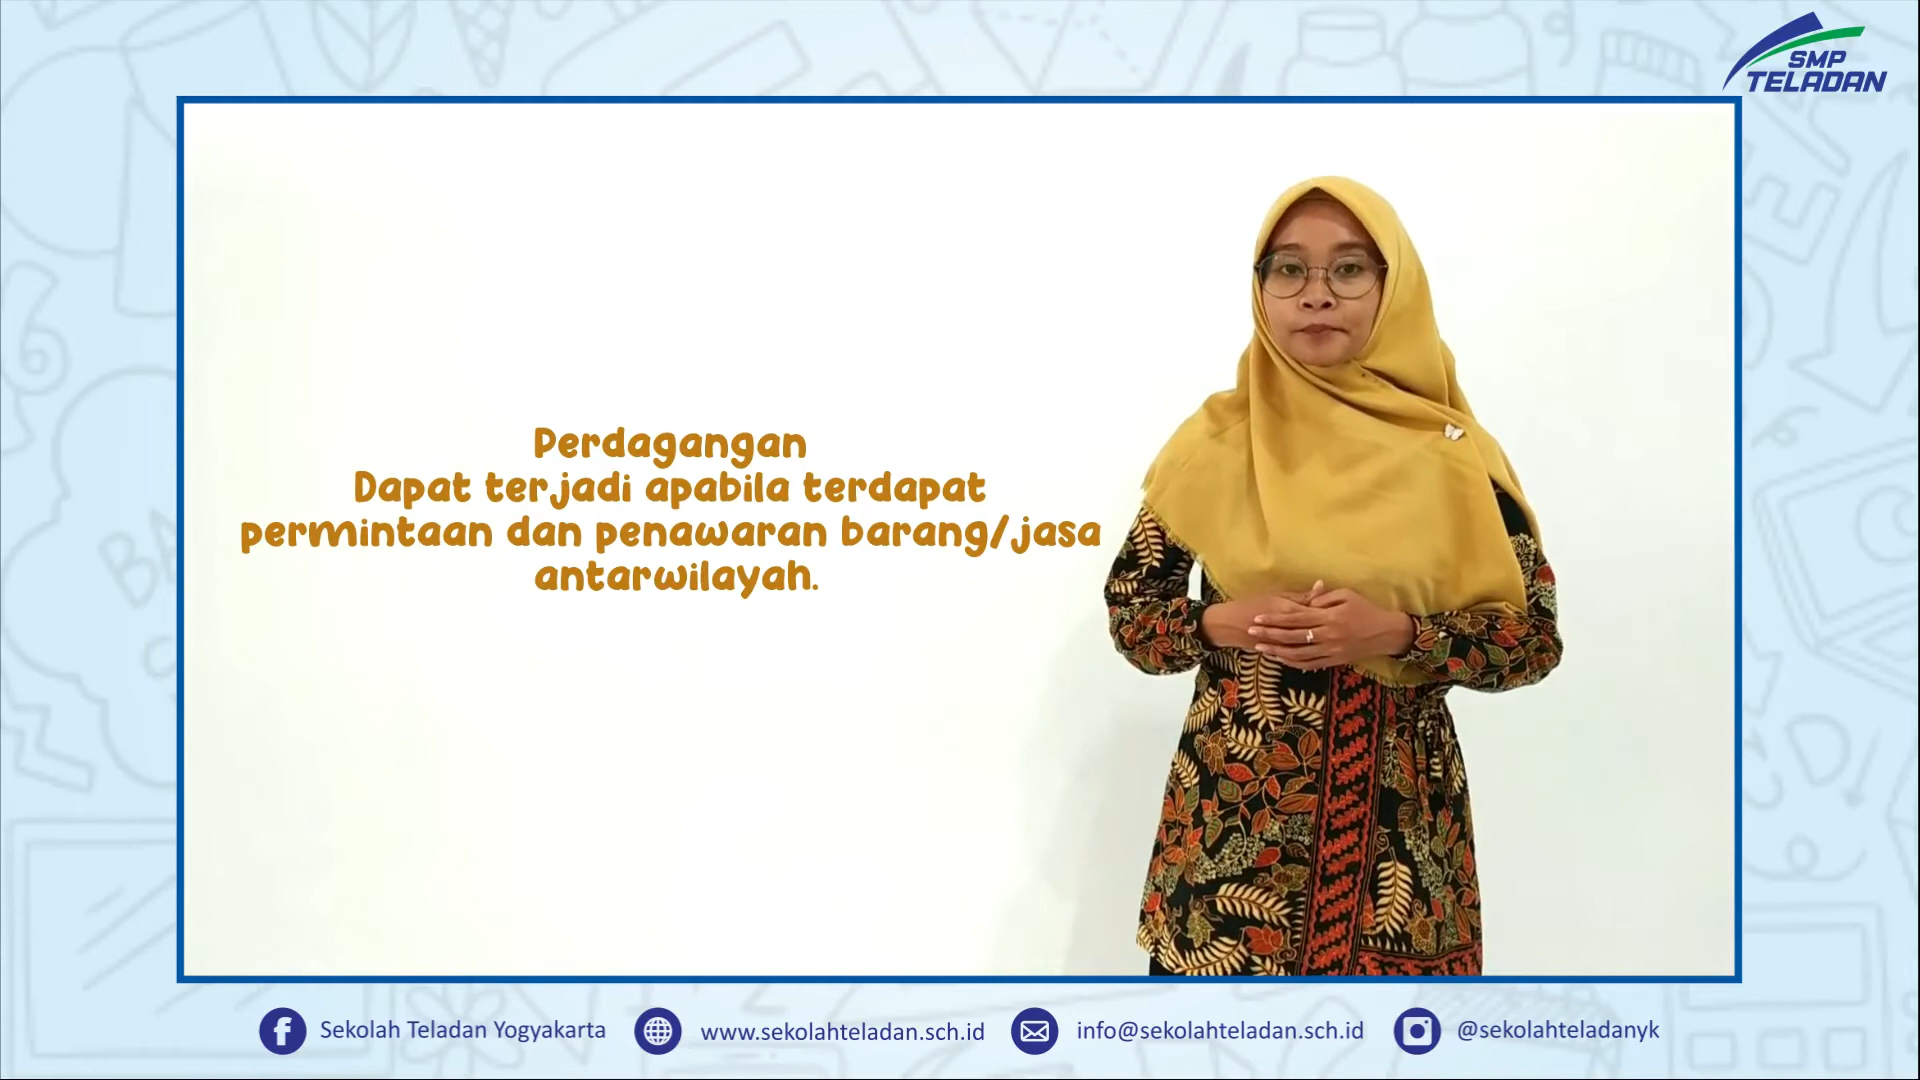 SMP
TELADAN
Perdagangan
Dapat terjadi apabila terdapat
permintaan dan penawaran barang/jasa
antarwilayah.
Sekolah Teladan Yogyakarta
www.sekolahteladan.sch.id
info@sekolahteladan.sch.id
@sekolahteladanyk